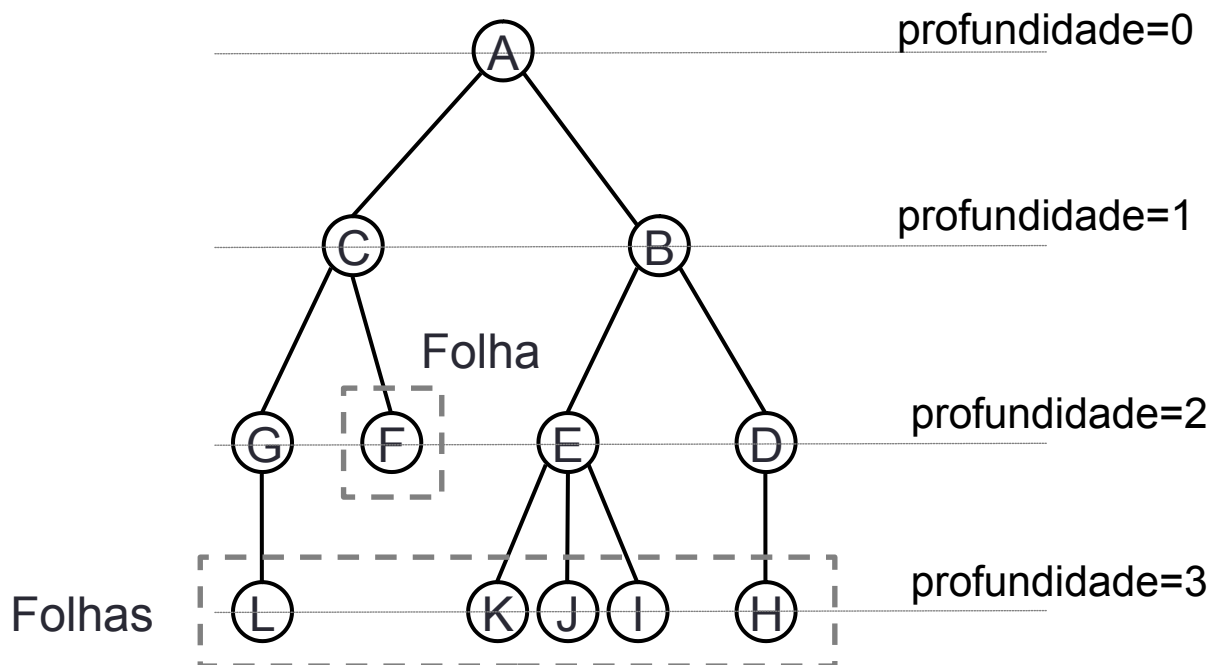 A profundidade=0
C B profundidade=1
Folha
G F E D profundidade=2
Folhas L K J I H profundidade=3